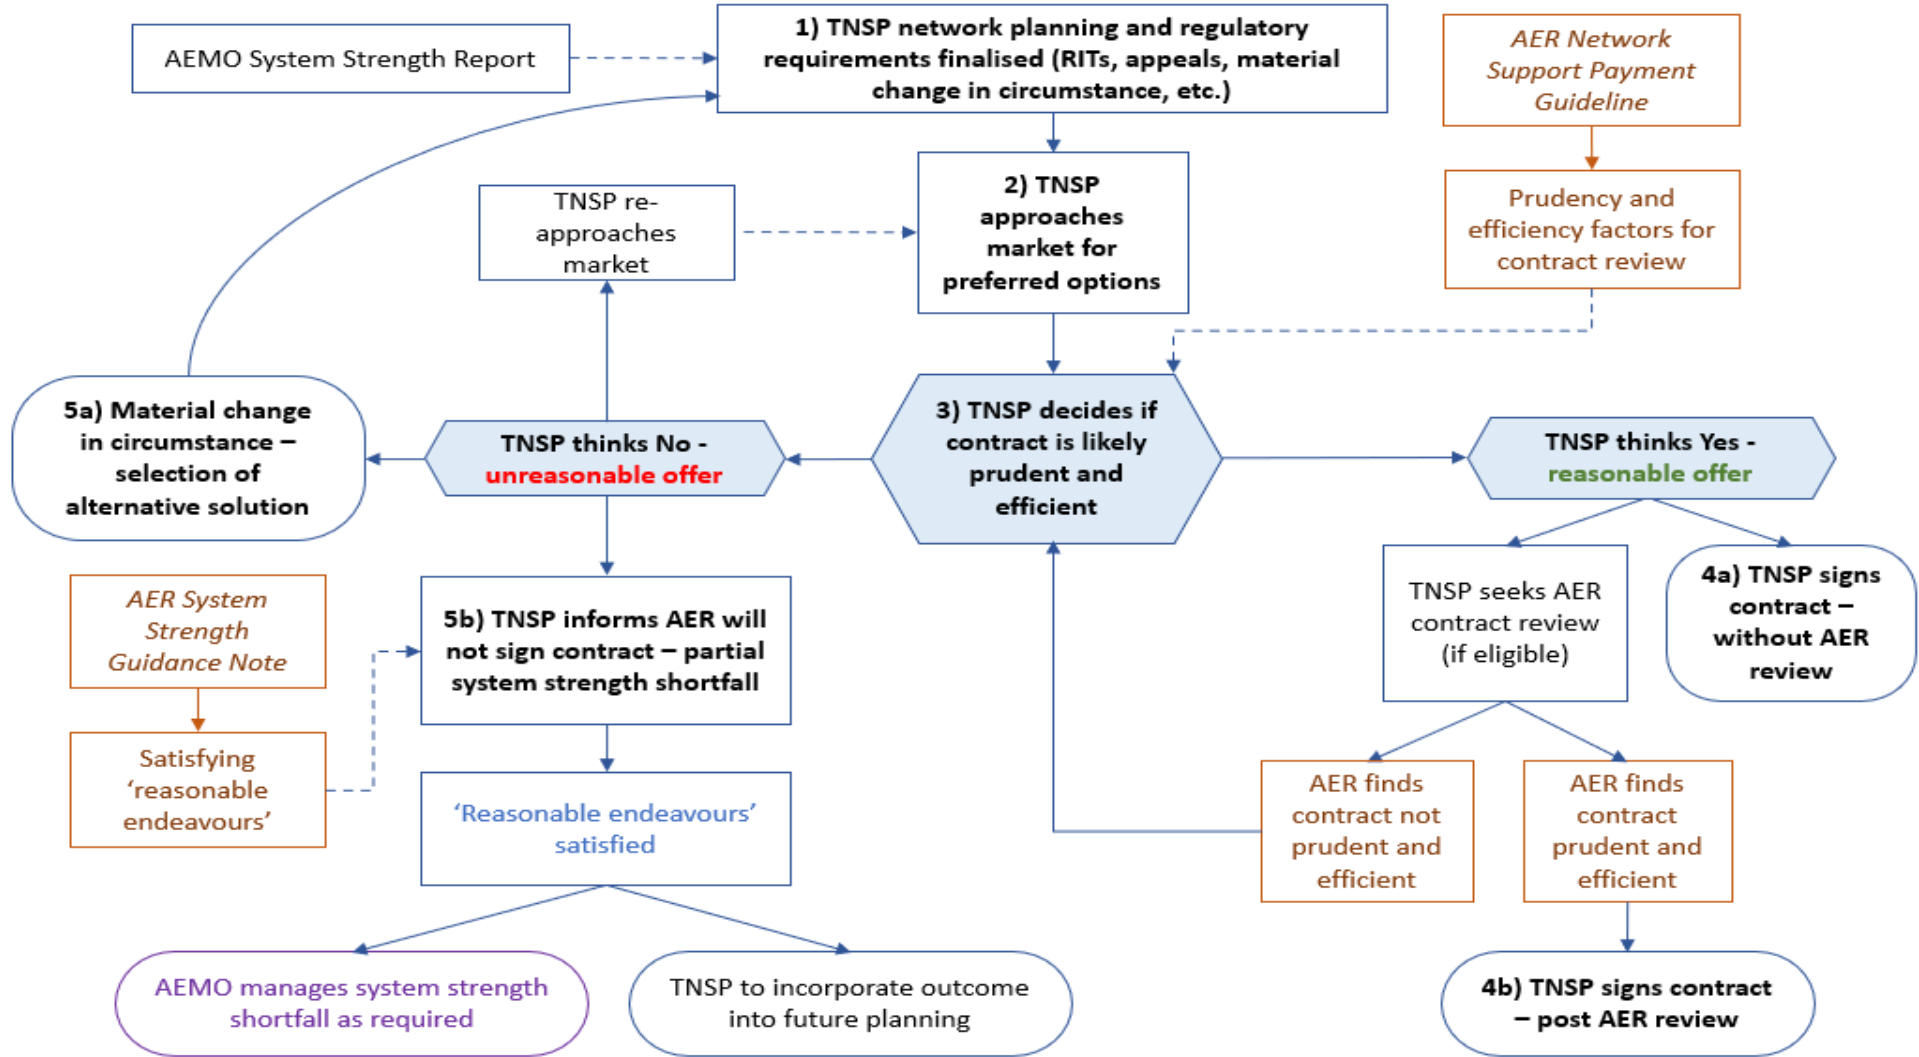 AEMO System Strength Report
1) TNSP network planning and regulatory
requirements finalised (RITs, appeals, material
change in circumstance, etc.)
AER Network
Support Payment
Guideline
TNSP re-
approaches
market
2) TNSP
approaches
market for
preferred options
Prudency and
efficiency factors for
contract review
5a) Material change
in circumstance –
selection of
alternative solution
TNSP thinks No -
unreasonable offer
3) TNSP decides if
contract is likely
prudent and
efficient
TNSP thinks Yes -
reasonable offer
AER System
Strength
Guidance Note
5b) TNSP informs AER will
not sign contract – partial
system strength shortfall
TNSP seeks AER
contract review
(if eligible)
4a) TNSP signs
contract –
without AER
review
Satisfying
‘reasonable
endeavours’
‘Reasonable endeavours’
satisfied
AER finds
contract not
prudent and
efficient
AER finds
contract
prudent and
efficient
AEMO manages system strength
shortfall as required
TNSP to incorporate outcome
into future planning
4b) TNSP signs contract
– post AER review